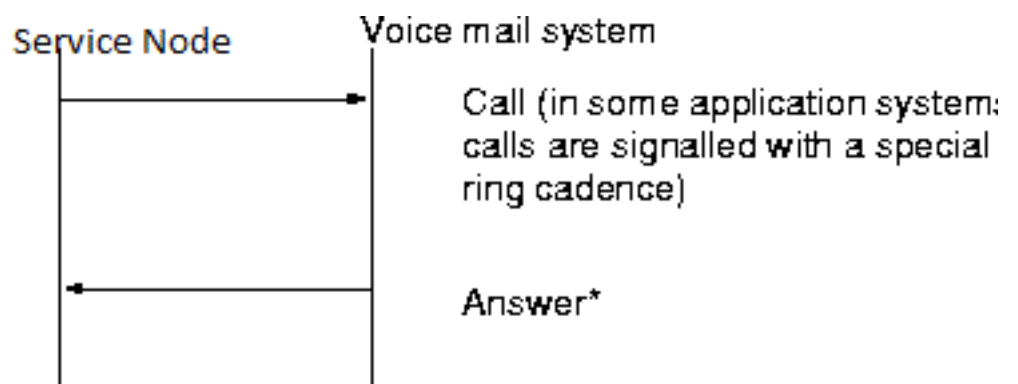 Service Node
Voice mail system
Call (in some application systems
calls are signalled with a special
ring cadence)
Answer*